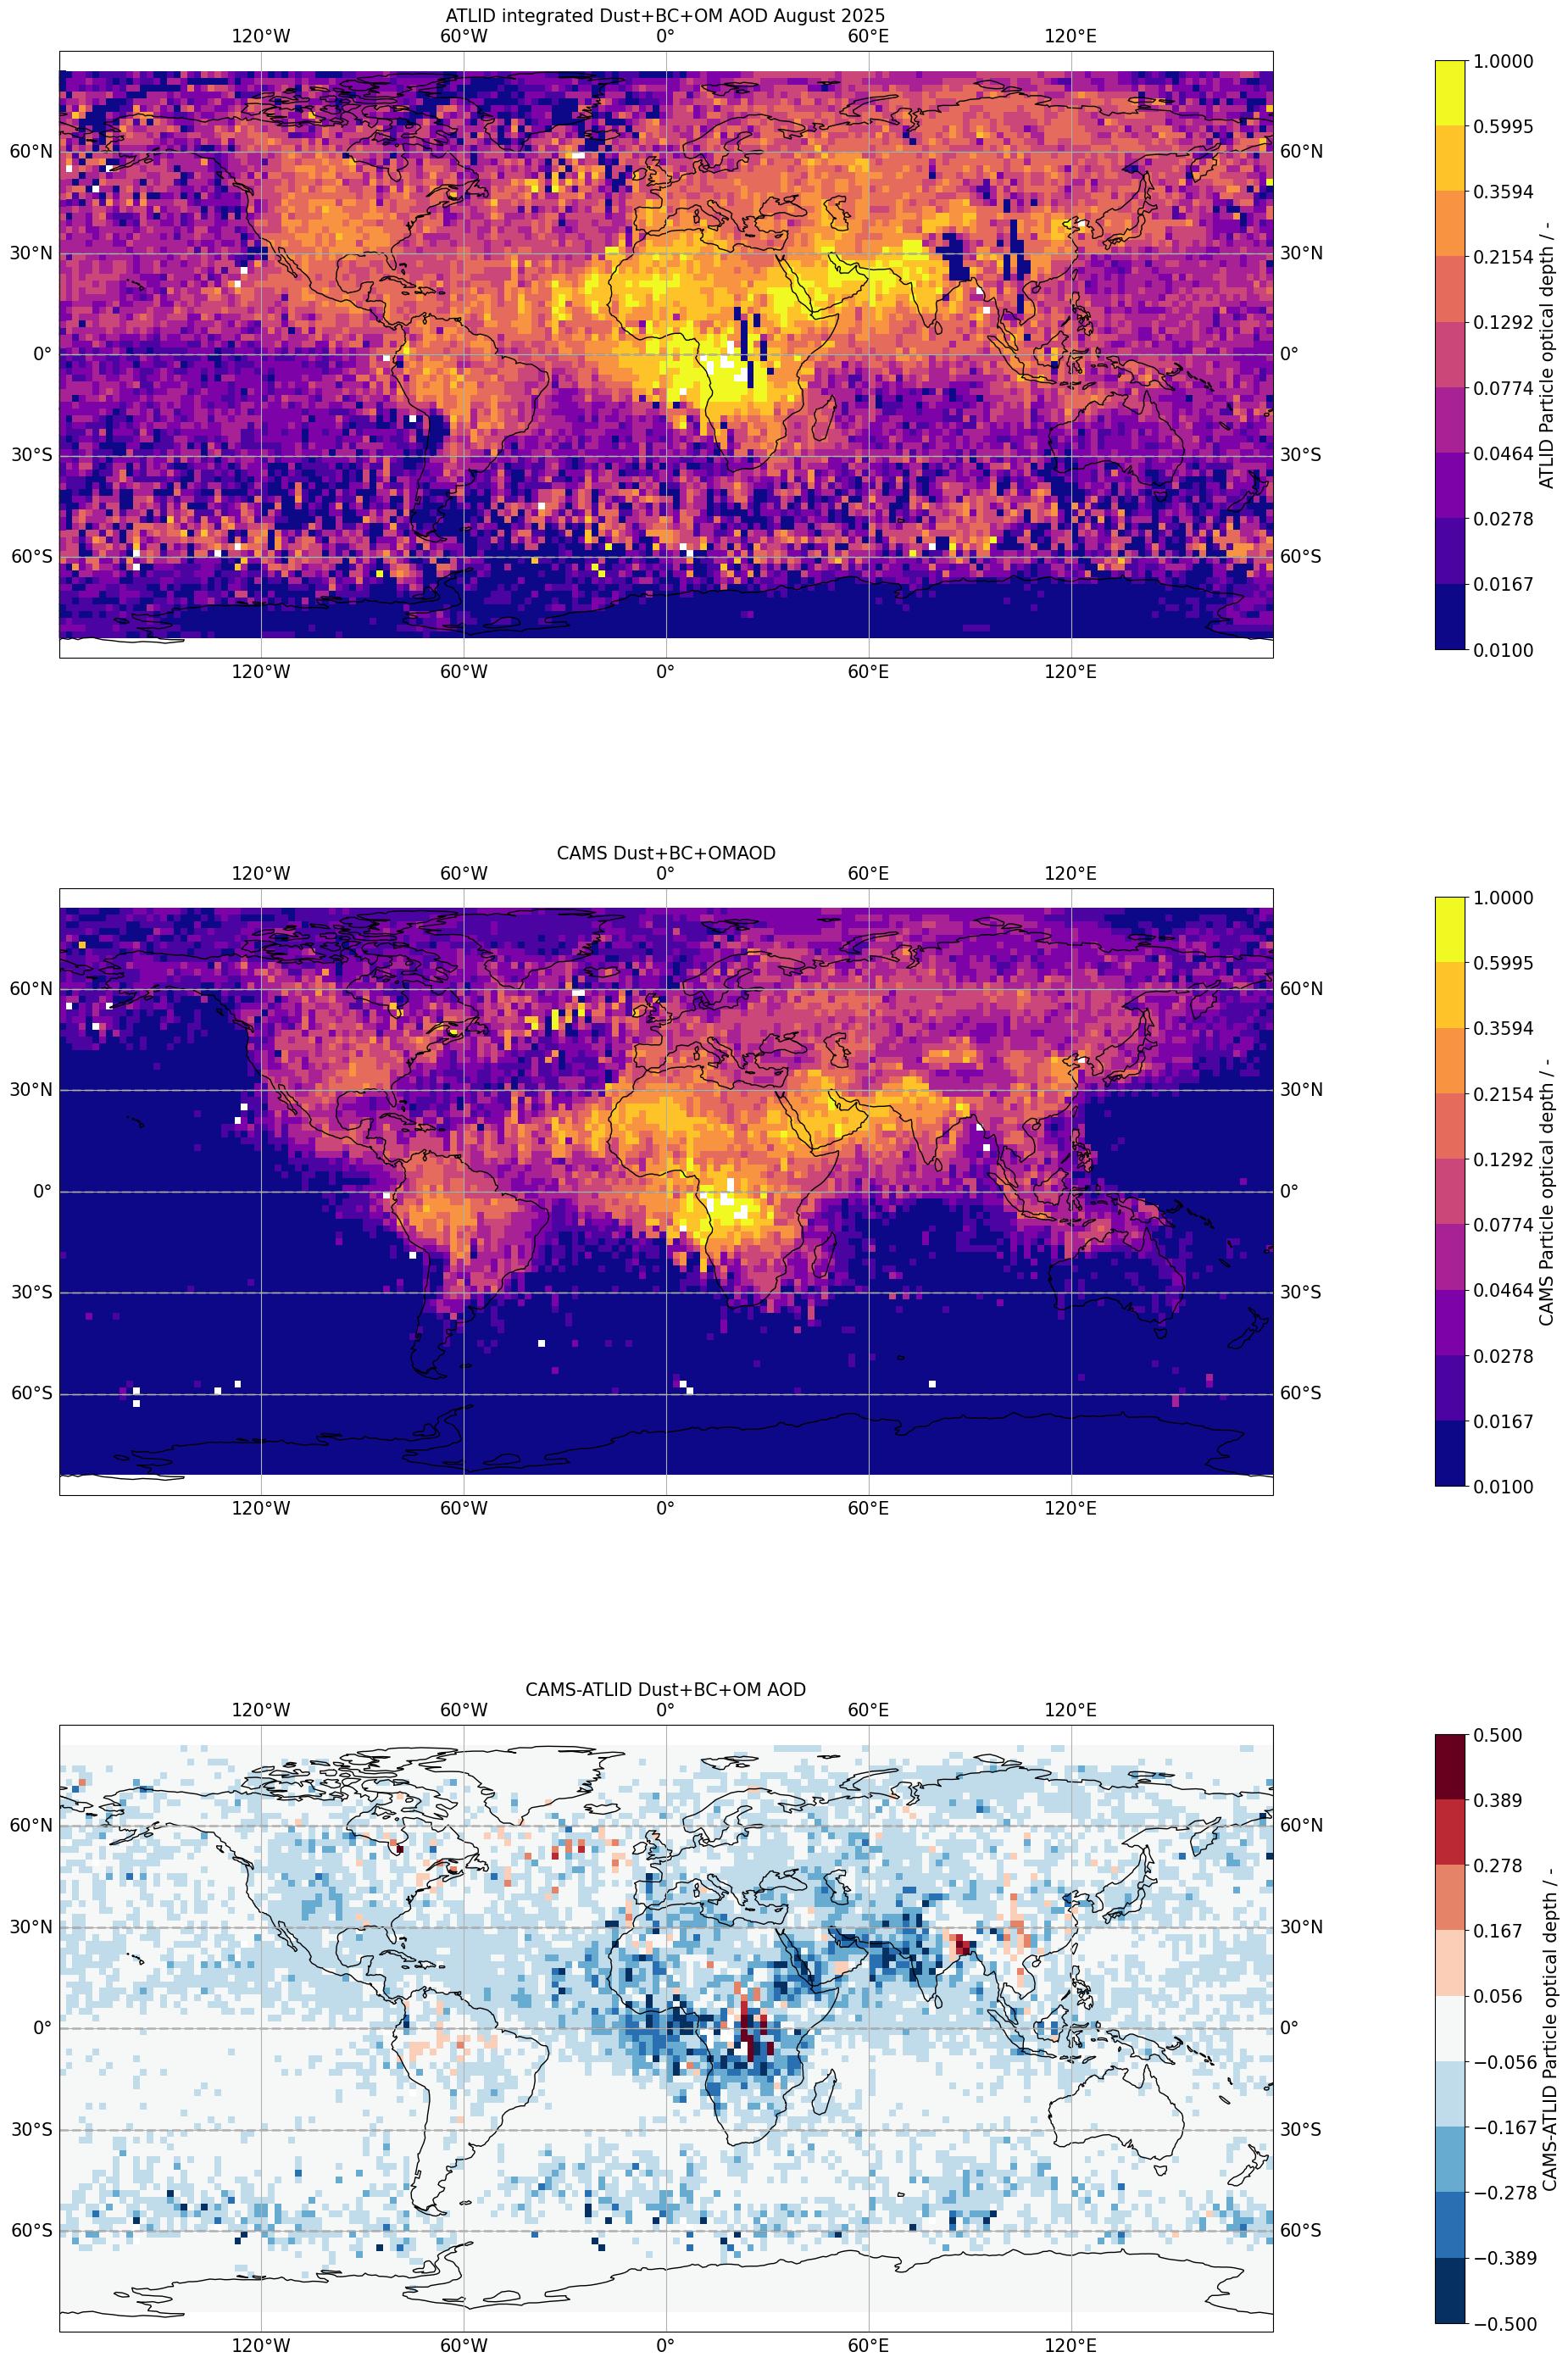 ATLID integrated Dust+BC+OM AOD August 2025
120°W 60°W 0° 60°E 120°E
60°N 60°N
30°N 30°N
0° 0°
30°S 30°S
60°S 60°S
120°W 60°W 0° 60°E 120°E
1.0000
0.5995
0.3594
0.2154
0.1292
0.0774
0.0464
0.0278
0.0167
0.0100
ATLID Particle optical depth / -
CAMS Dust+BC+OMAOD
120°W 60°W 0° 60°E 120°E
60°N 60°N
30°N 30°N
0° 0°
30°S 30°S
60°S 60°S
120°W 60°W 0° 60°E 120°E
1.0000
0.5995
0.3594
0.2154
0.1292
0.0774
0.0464
0.0278
0.0167
0.0100
CAMS Particle optical depth / -
CAMS-ATLID Dust+BC+OM AOD
120°W 60°W 0° 60°E 120°E
60°N 60°N
30°N 30°N
0° 0°
30°S 30°S
60°S 60°S
120°W 60°W 0° 60°E 120°E
0.500
0.389
0.278
0.167
0.056
−0.056
−0.167
−0.278
−0.389
−0.500
CAMS-ATLID Particle optical depth / -